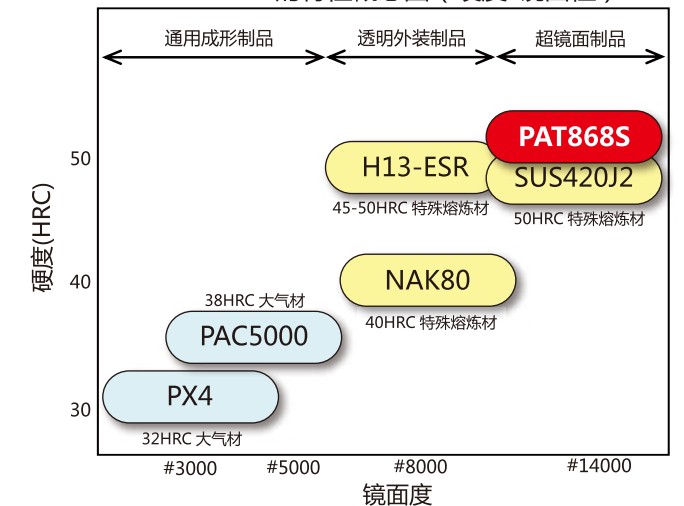 通用成形制品
透明外装制品
超镜面制品
PAT868S
50
H13-ESR
SUS420J2
45-50HRC 特殊熔炼材
50HRC 特殊熔炼材
硬度(HRC)
40
NAK80
38HRC 大气材
40HRC 特殊熔炼材
PAC5000
PX4
30
32HRC 大气材
#3000
#5000
#8000
#14000
镜面度